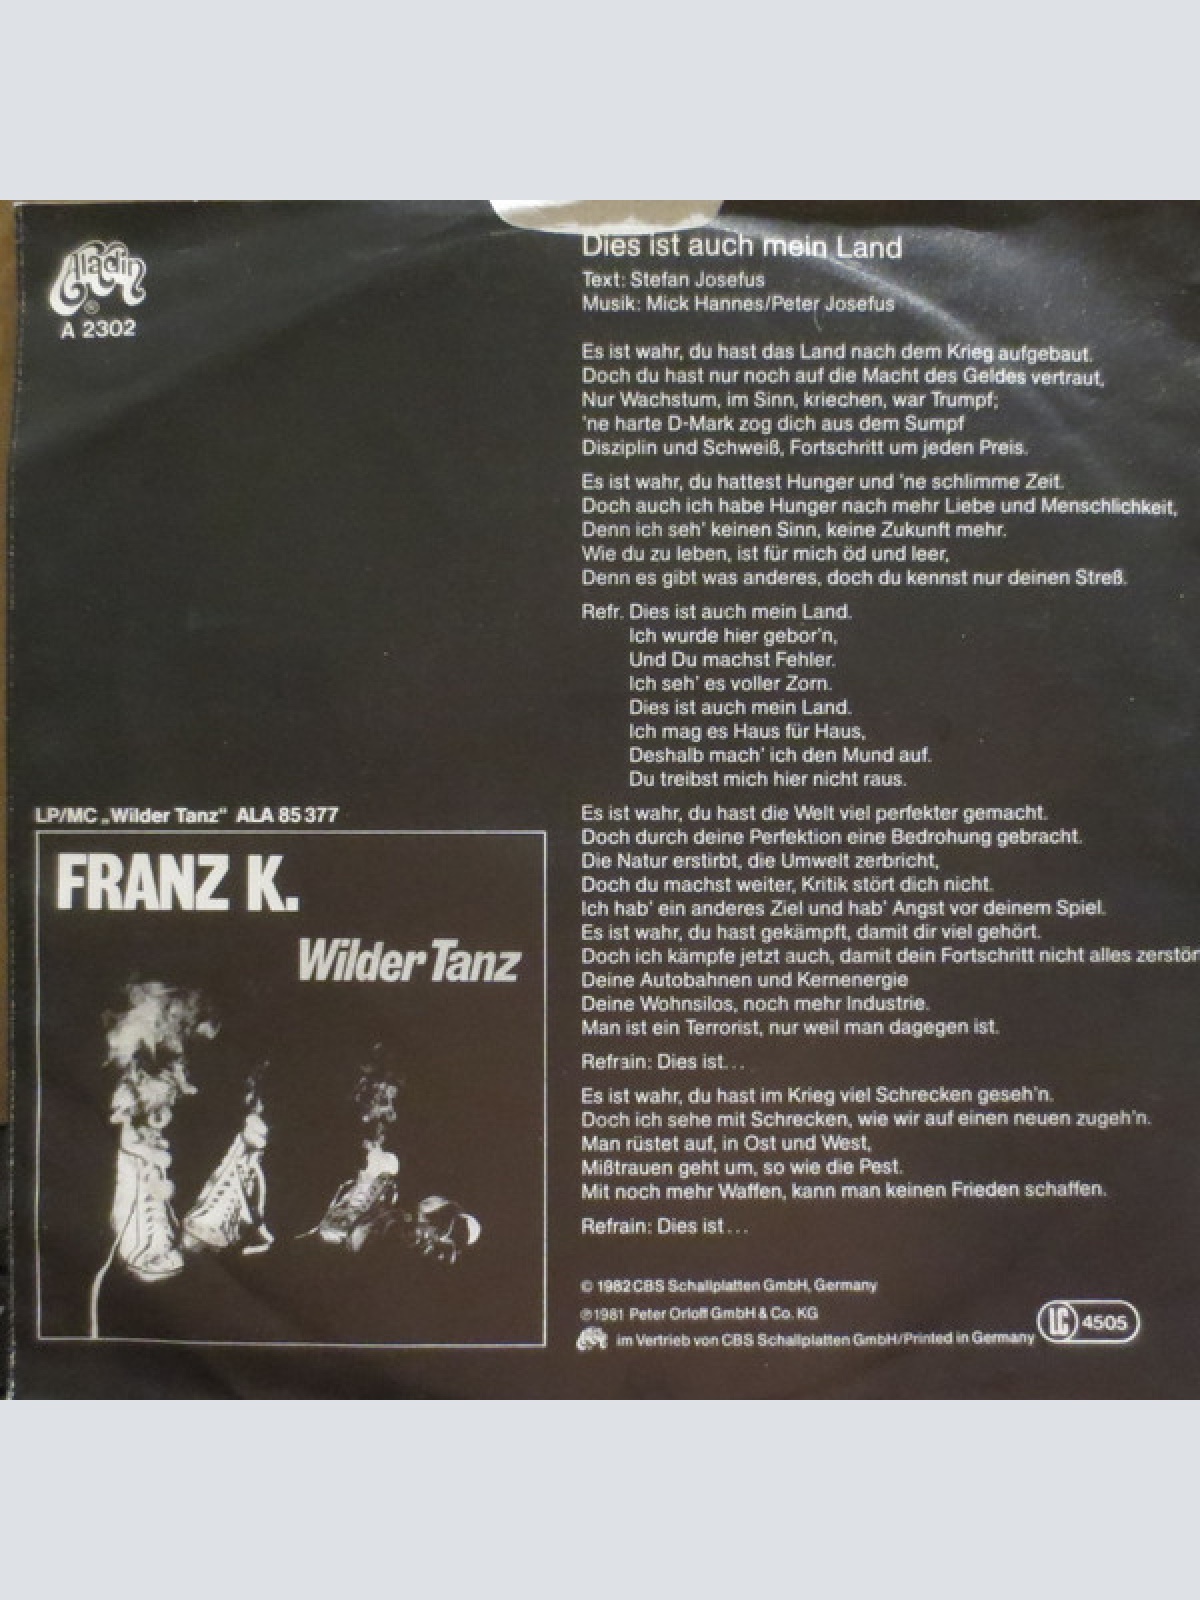 Aladin
®
A 2302
Dies ist auch mein Land
Text: Stefan Josefus
Musik: Mick Hannes/Peter Josefus
Es ist wahr, du hast das Land nach dem Krieg aufgebaut.
Doch du hast nur noch auf die Macht des Geldes vertraut,
Nur Wachstum, im Sinn, kriechen, war Trumpf;
'ne harte D-Mark zog dich aus dem Sumpf
Disziplin und Schweiß, Fortschritt um jeden Preis.
Es ist wahr, du hattest Hunger und 'ne schlimme Zeit.
Doch auch ich habe Hunger nach mehr Liebe und Menschlichkeit,
Denn ich seh' keinen Sinn, keine Zukunft mehr.
Wie du zu leben, ist für mich öd und leer,
Denn es gibt was anderes, doch du kennst nur deinen Streß.
Refr. Dies ist auch mein Land.
Ich wurde hier gebor'n,
Und Du machst Fehler.
Ich seh' es voller Zorn.
Dies ist auch mein Land.
Ich mag es Haus für Haus,
Deshalb mach' ich den Mund auf.
Du treibst mich hier nicht raus.
Es ist wahr, du hast die Welt viel perfekter gemacht.
Doch durch deine Perfektion eine Bedrohung gebracht.
Die Natur erstirbt, die Umwelt zerbricht,
Doch du machst weiter, Kritik stört dich nicht.
Ich hab' ein anderes Ziel und hab' Angst vor deinem Spiel.
Es ist wahr, du hast gekämpft, damit dir viel gehört.
Doch ich kämpfe jetzt auch, damit dein Fortschritt nicht alles zerstör
Deine Autobahnen und Kernenergie
Deine Wohnsilos, noch mehr Industrie.
Man ist ein Terrorist, nur weil man dagegen ist.
Refrain: Dies ist...
Es ist wahr, du hast im Krieg viel Schrecken geseh'n.
Doch ich sehe mit Schrecken, wie wir auf einen neuen zugeh'n.
Man rüstet auf, in Ost und West,
Mißtrauen geht um, so wie die Pest.
Mit noch mehr Waffen, kann man keinen Frieden schaffen.
Refrain: Dies ist...
LP/MC „Wilder Tanz" ALA 85 377
FRANZ K.
Wilder Tanz
© 1982 CBS Schallplatten GmbH, Germany
℗ 1981 Peter Orloff GmbH & Co. KG
Aladin im Vertrieb von CBS Schallplatten GmbH/Printed in Germany
LC 4505